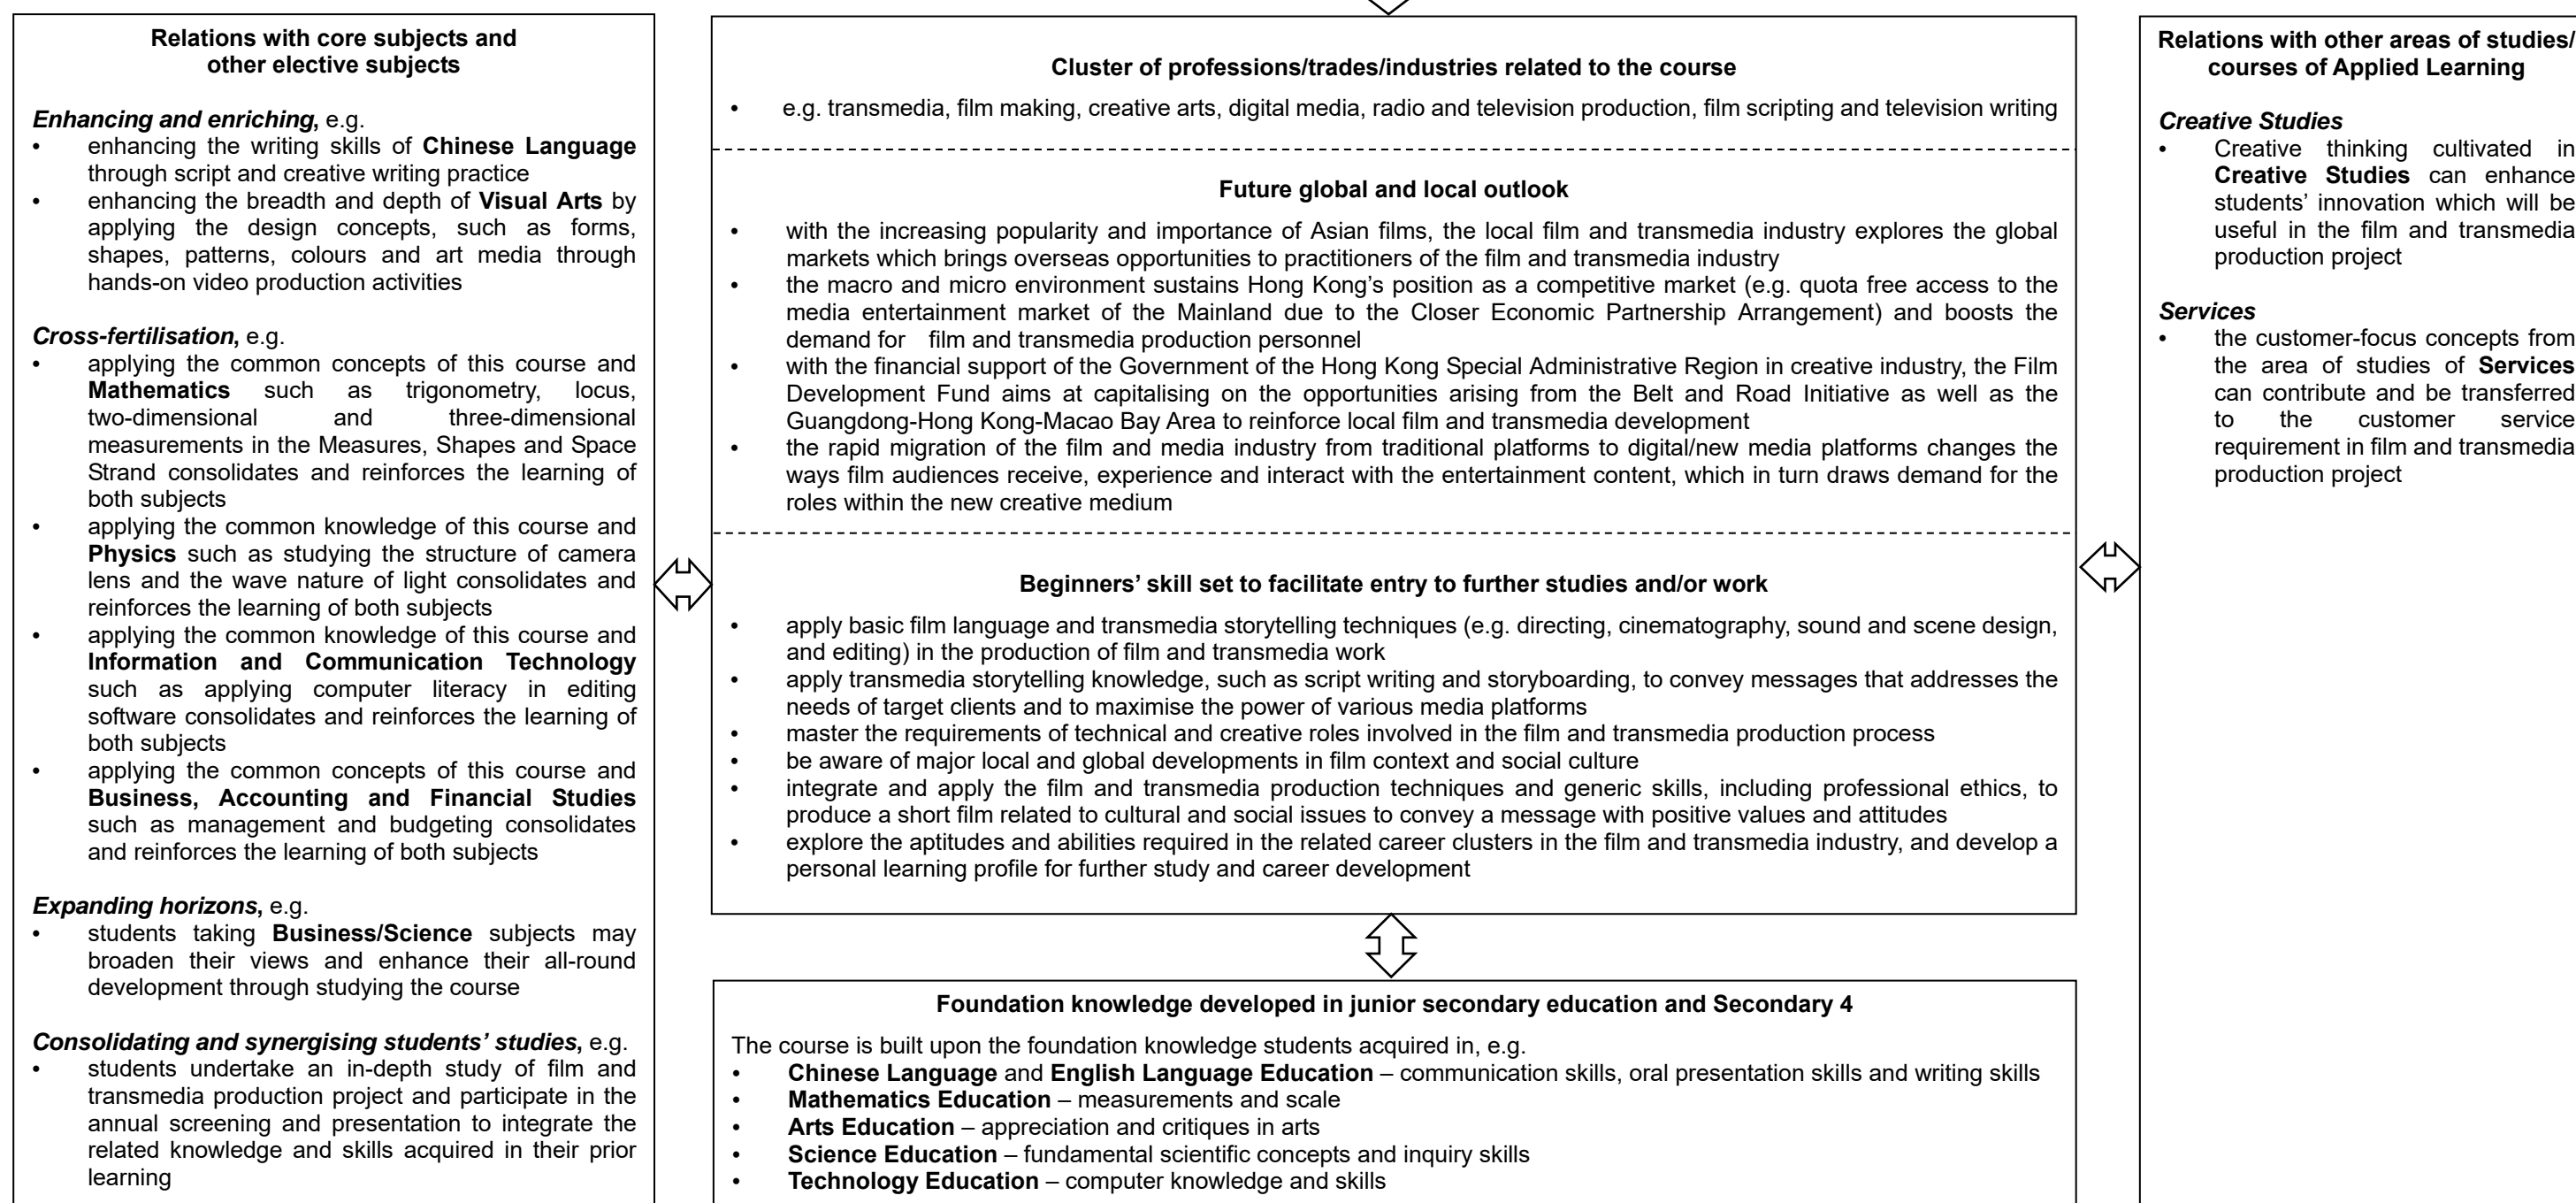 Relations with core subjects and
other elective subjects
Enhancing and enriching, e.g.
• enhancing the writing skills of Chinese Language
through script and creative writing practice
• enhancing the breadth and depth of Visual Arts by
applying the design concepts, such as forms,
shapes, patterns, colours and art media through
hands-on video production activities
Cross-fertilisation, e.g.
• applying the common concepts of this course and
Mathematics such as trigonometry, locus,
two-dimensional and three-dimensional
measurements in the Measures, Shapes and Space
Strand consolidates and reinforces the learning of
both subjects
• applying the common knowledge of this course and
Physics such as studying the structure of camera
lens and the wave nature of light consolidates and
reinforces the learning of both subjects
• applying the common knowledge of this course and
Information and Communication Technology
such as applying computer literacy in editing
software consolidates and reinforces the learning of
both subjects
• applying the common concepts of this course and
Business, Accounting and Financial Studies
such as management and budgeting consolidates
and reinforces the learning of both subjects
Expanding horizons, e.g.
• students taking Business/Science subjects may
broaden their views and enhance their all-round
development through studying the course
Consolidating and synergising students' studies, e.g.
• students undertake an in-depth study of film and
transmedia production project and participate in the
annual screening and presentation to integrate the
related knowledge and skills acquired in their prior
learning
Cluster of professions/trades/industries related to the course
• e.g. transmedia, film making, creative arts, digital media, radio and television production, film scripting and television writing
Future global and local outlook
• with the increasing popularity and importance of Asian films, the local film and transmedia industry explores the global
markets which brings overseas opportunities to practitioners of the film and transmedia industry
• the macro and micro environment sustains Hong Kong's position as a competitive market (e.g. quota free access to the
media entertainment market of the Mainland due to the Closer Economic Partnership Arrangement) and boosts the
demand for film and transmedia production personnel
• with the financial support of the Government of the Hong Kong Special Administrative Region in creative industry, the Film
Development Fund aims at capitalising on the opportunities arising from the Belt and Road Initiative as well as the
Guangdong-Hong Kong-Macao Bay Area to reinforce local film and transmedia development
• the rapid migration of the film and media industry from traditional platforms to digital/new media platforms changes the
ways film audiences receive, experience and interact with the entertainment content, which in turn draws demand for the
roles within the new creative medium
Beginners' skill set to facilitate entry to further studies and/or work
• apply basic film language and transmedia storytelling techniques (e.g. directing, cinematography, sound and scene design,
and editing) in the production of film and transmedia work
• apply transmedia storytelling knowledge, such as script writing and storyboarding, to convey messages that addresses the
needs of target clients and to maximise the power of various media platforms
• master the requirements of technical and creative roles involved in the film and transmedia production process
• be aware of major local and global developments in film context and social culture
• integrate and apply the film and transmedia production techniques and generic skills, including professional ethics, to
produce a short film related to cultural and social issues to convey a message with positive values and attitudes
• explore the aptitudes and abilities required in the related career clusters in the film and transmedia industry, and develop a
personal learning profile for further study and career development
Foundation knowledge developed in junior secondary education and Secondary 4
The course is built upon the foundation knowledge students acquired in, e.g.
• Chinese Language and English Language Education – communication skills, oral presentation skills and writing skills
• Mathematics Education – measurements and scale
• Arts Education – appreciation and critiques in arts
• Science Education – fundamental scientific concepts and inquiry skills
• Technology Education – computer knowledge and skills
Relations with other areas of studies/
courses of Applied Learning
Creative Studies
• Creative thinking cultivated in
Creative Studies can enhance
students' innovation which will be
useful in the film and transmedia
production project
Services
• the customer-focus concepts from
the area of studies of Services
can contribute and be transferred
to the customer service
requirement in film and transmedia
production project